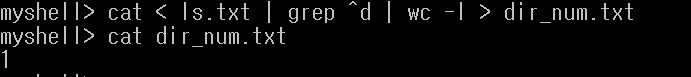 myshell> cat < ls.txt | grep ^d | wc -l > dir_num.txt
myshell> cat dir_num.txt
1